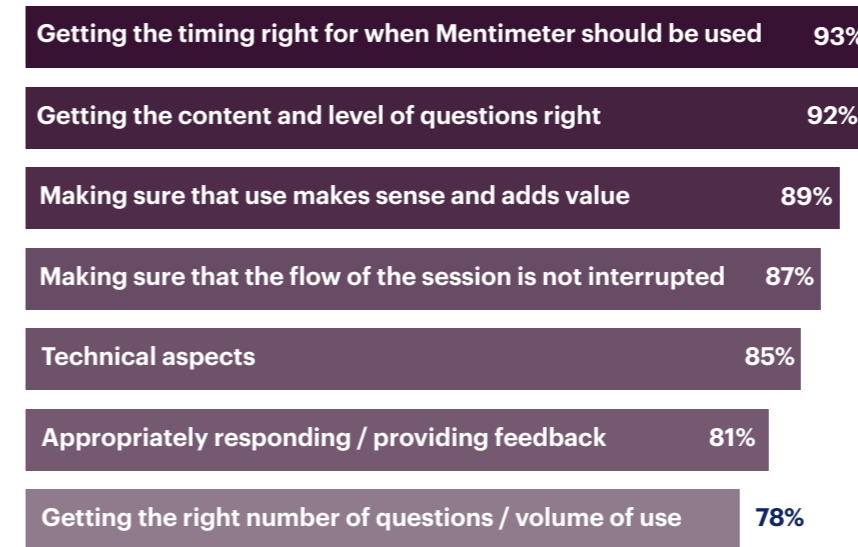 Getting the timing right for when Mentimeter should be used 93%
Getting the content and level of questions right 92%
Making sure that use makes sense and adds value 89%
Making sure that the flow of the session is not interrupted 87%
Technical aspects 85%
Appropriately responding / providing feedback 81%
Getting the right number of questions / volume of use 78%